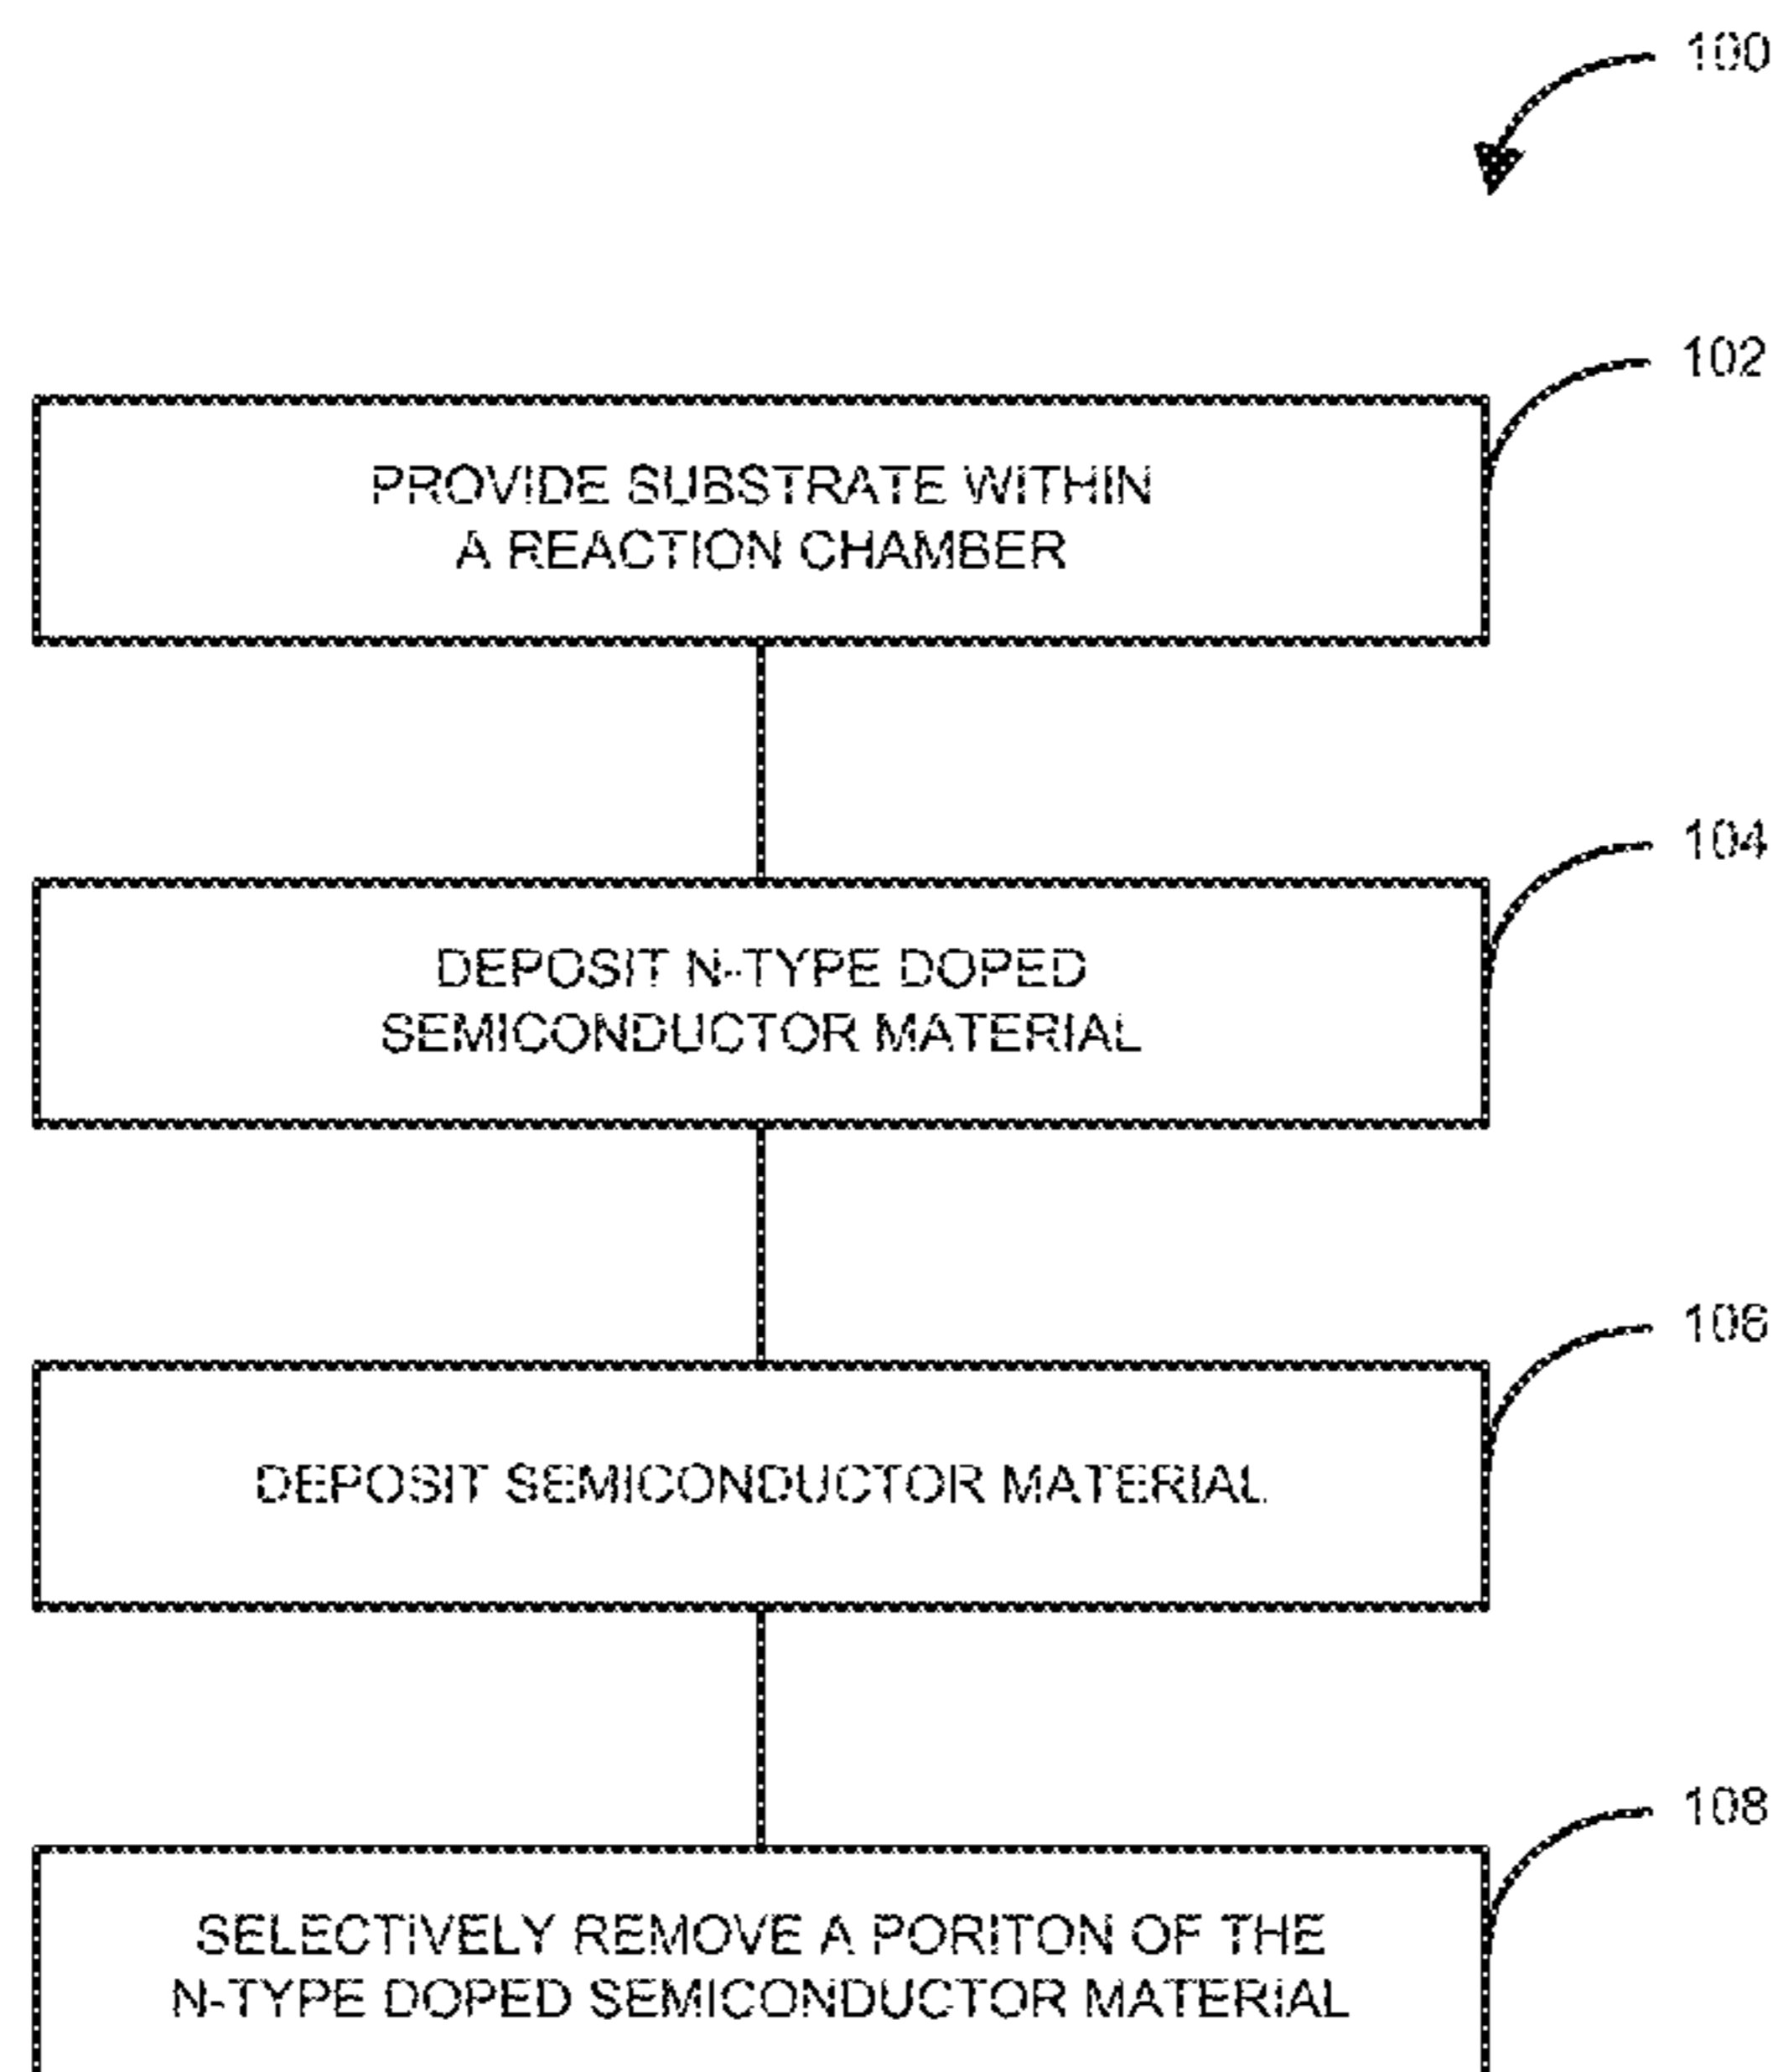 100
102
PROVIDE SUBSTRATE WITHIN
A REACTION CHAMBER
104
DEPOSIT N-TYPE DOPED
SEMICONDUCTOR MATERIAL
106
DEPOSIT SEMICONDUCTOR MATERIAL
108
SELECTIVELY REMOVE A PORITON OF THE
N-TYPE DOPED SEMICONDUCTOR MATERIAL